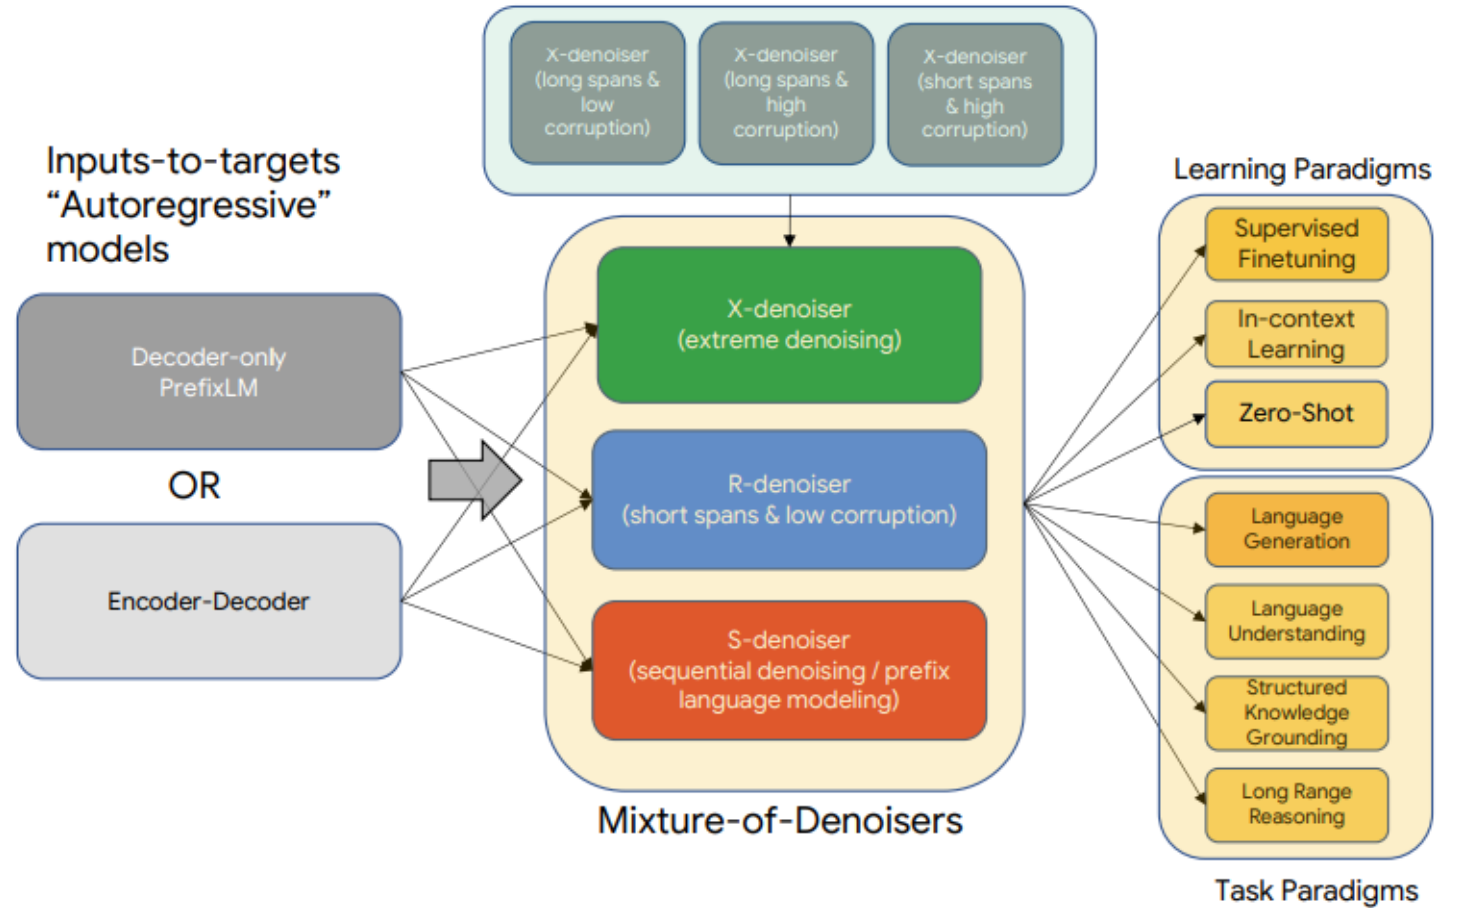 X-denoiser
(long spans &
low
corruption)
X-denoiser
(long spans &
high
corruption)
X-denoiser
(short spans
& high
corruption)
Inputs-to-targets
“Autoregressive”
models
Decoder-only
PrefixLM
OR
Encoder-Decoder
X-denoiser
(extreme denoising)
R-denoiser
(short spans & low corruption)
S-denoiser
(sequential denoising / prefix
language modeling)
Mixture-of-Denoisers
Learning Paradigms
Supervised
Finetuning
In-context
Learning
Zero-Shot
Language
Generation
Language
Understanding
Structured
Knowledge
Grounding
Long Range
Reasoning
Task Paradigms